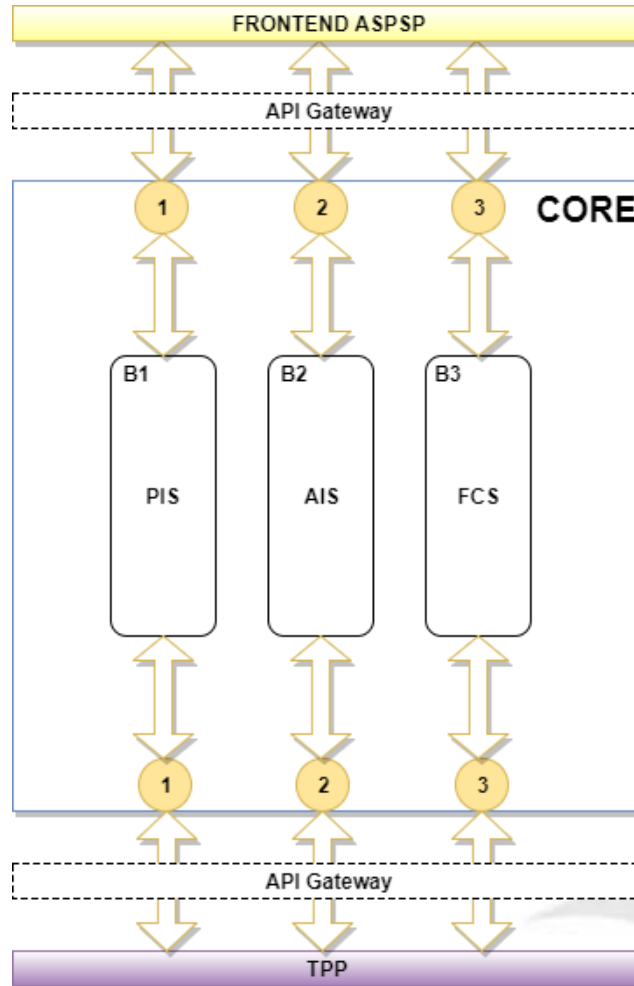 FRONTEND ASPSP
API Gateway
1 2 3 CORE
B1 B2 B3
PIS AIS FCS
1 2 3
API Gateway
TPP